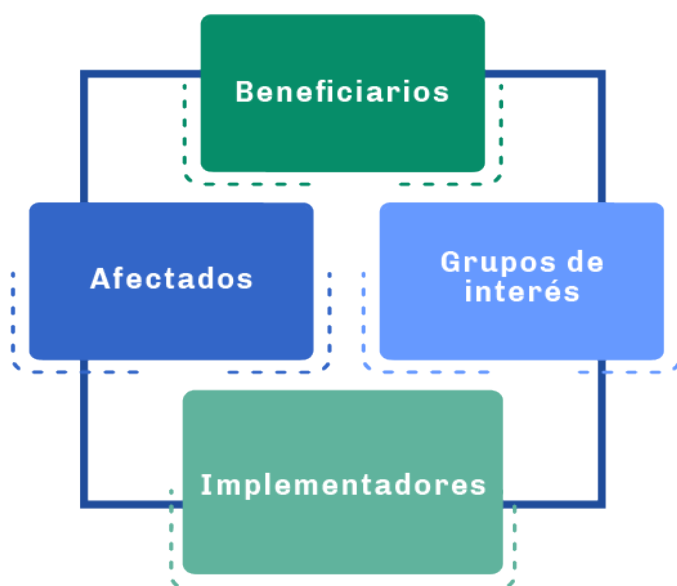 Beneficiarios
Afectados
Grupos de
interés
Implementadores